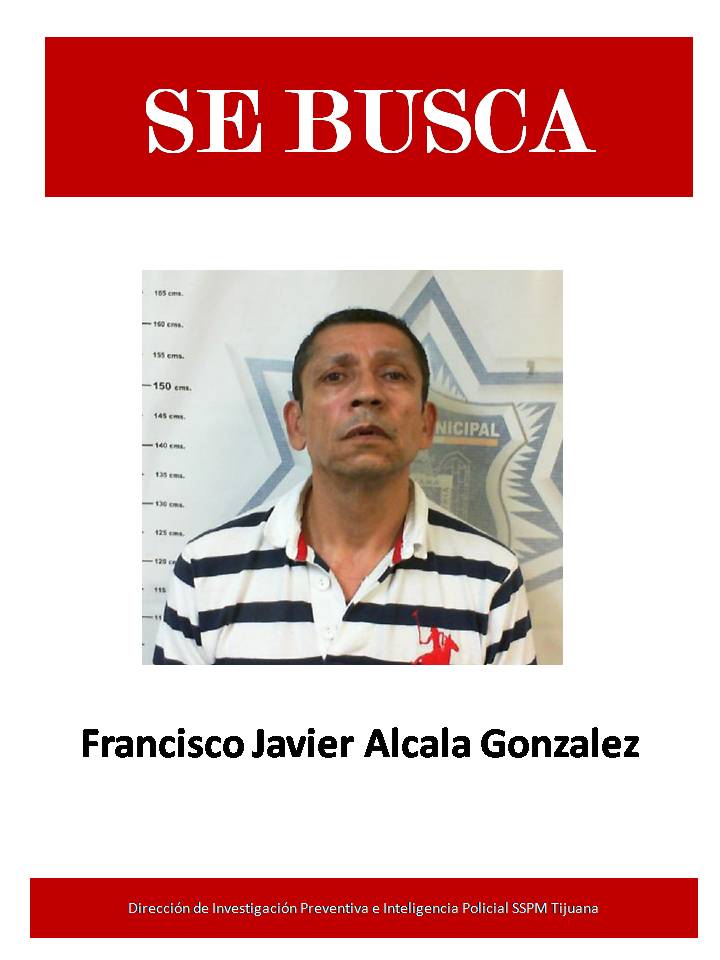 SE BUSCA
165 cms.
160 cms.
155 cms.
150 cms.
145 cms.
140 cms.
135 cms.
130 cms.
125 cms.
120
115
NICIPAL
Francisco Javier Alcala Gonzalez
Dirección de Investigación Preventiva e Inteligencia Policial SSPM Tijuana